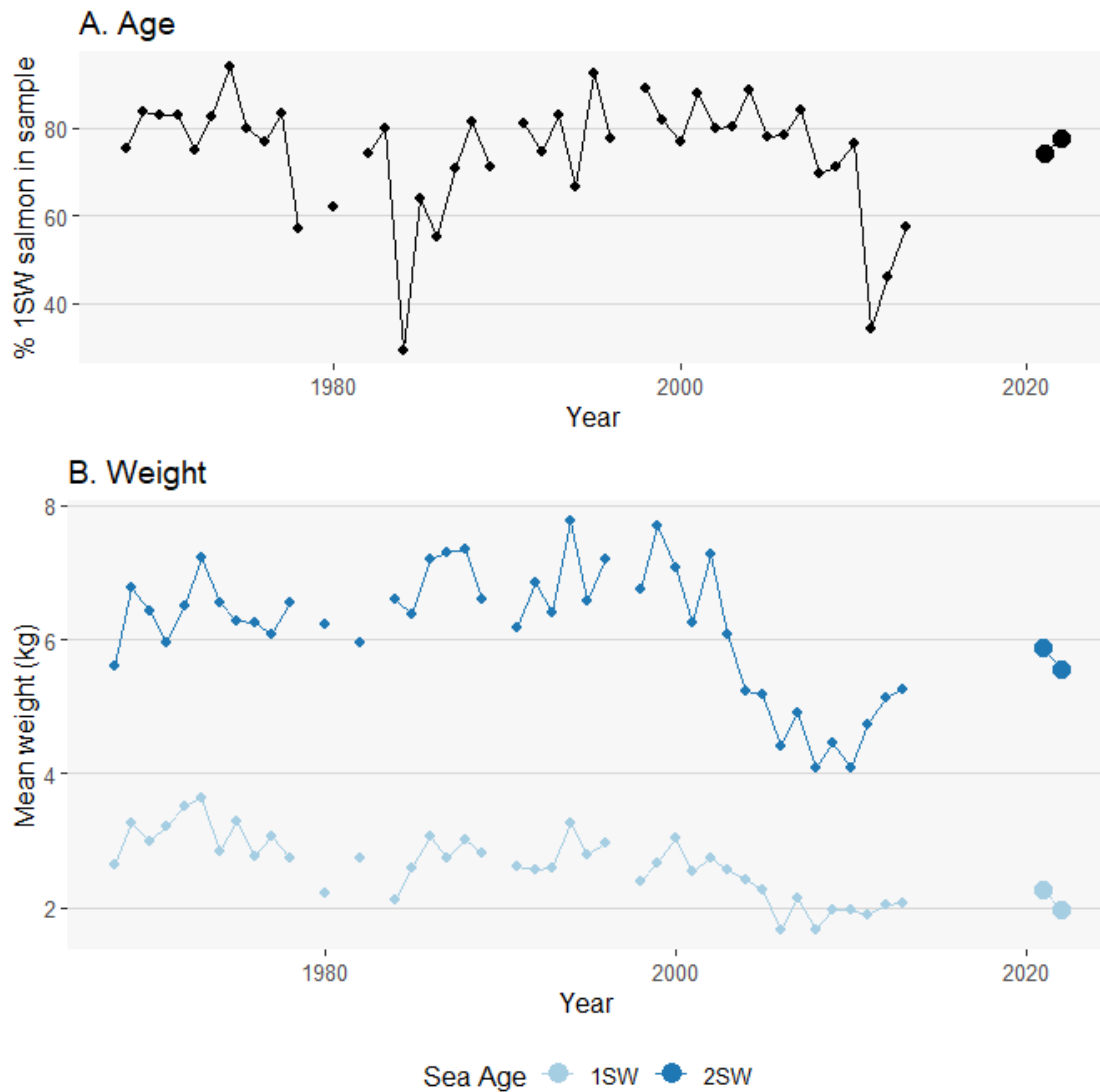 A. Age
% 1SW salmon in sample
80
60
40
1980 2000 2020
Year
B. Weight
Mean weight (kg)
8
6
4
2
1980 2000 2020
Year
Sea Age 1SW 2SW